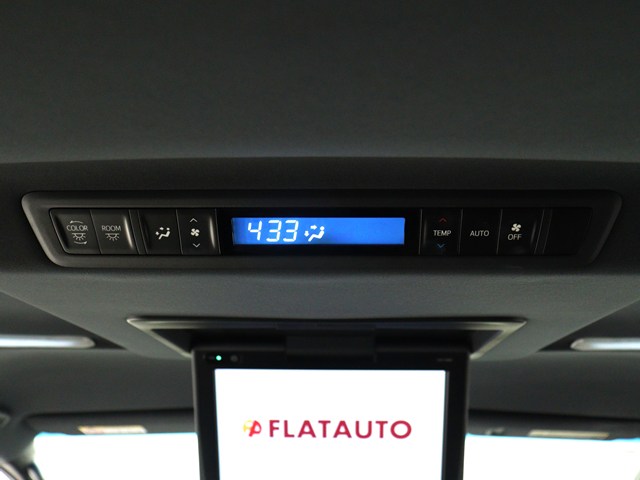 COLOR ROOM 433 TEMP AUTO OFF
FLATAUTO